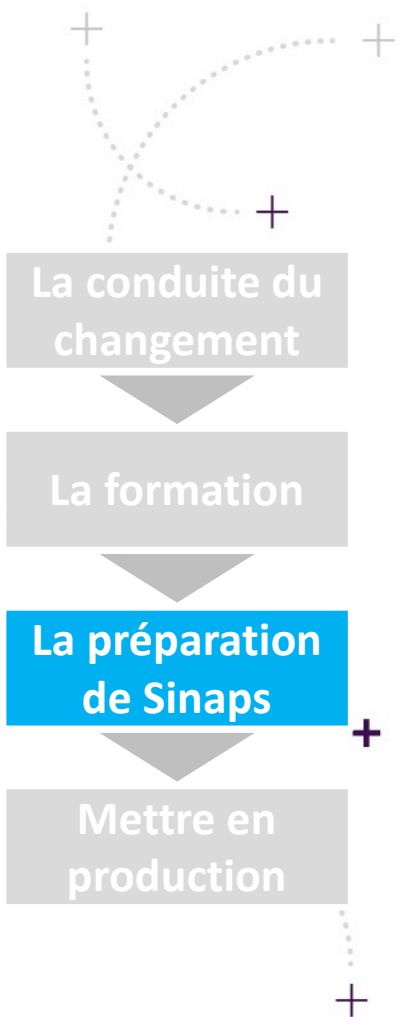 La conduite du
changement
La formation
La préparation
de Sinaps
Mettre en
production